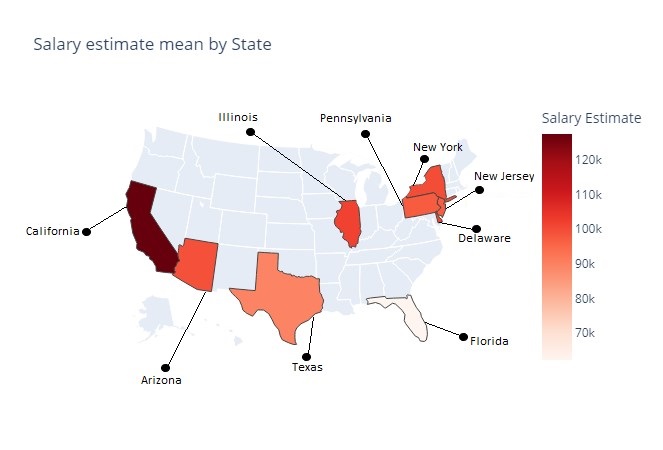 Salary estimate mean by State
Illinois
Pennsylvania
Salary Estimate
New York
New Jersey
California
Delaware
Florida
Texas
Arizona
120k
110k
100k
90k
80k
70k